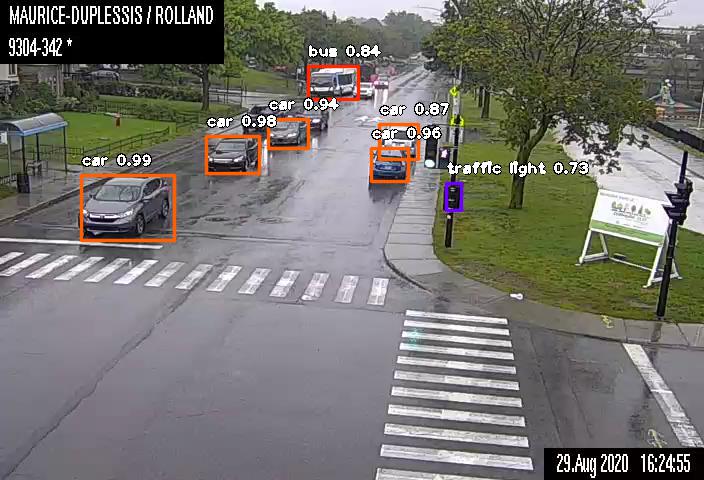 MAURICE-DUPLESSIS / ROLLAND
9304-342 *
bus 0.84
car 0.94
car 0.87
car 0.98
car 0.96
car 0.99
traffic light 0.73
29.Aug 2020 16:24:55